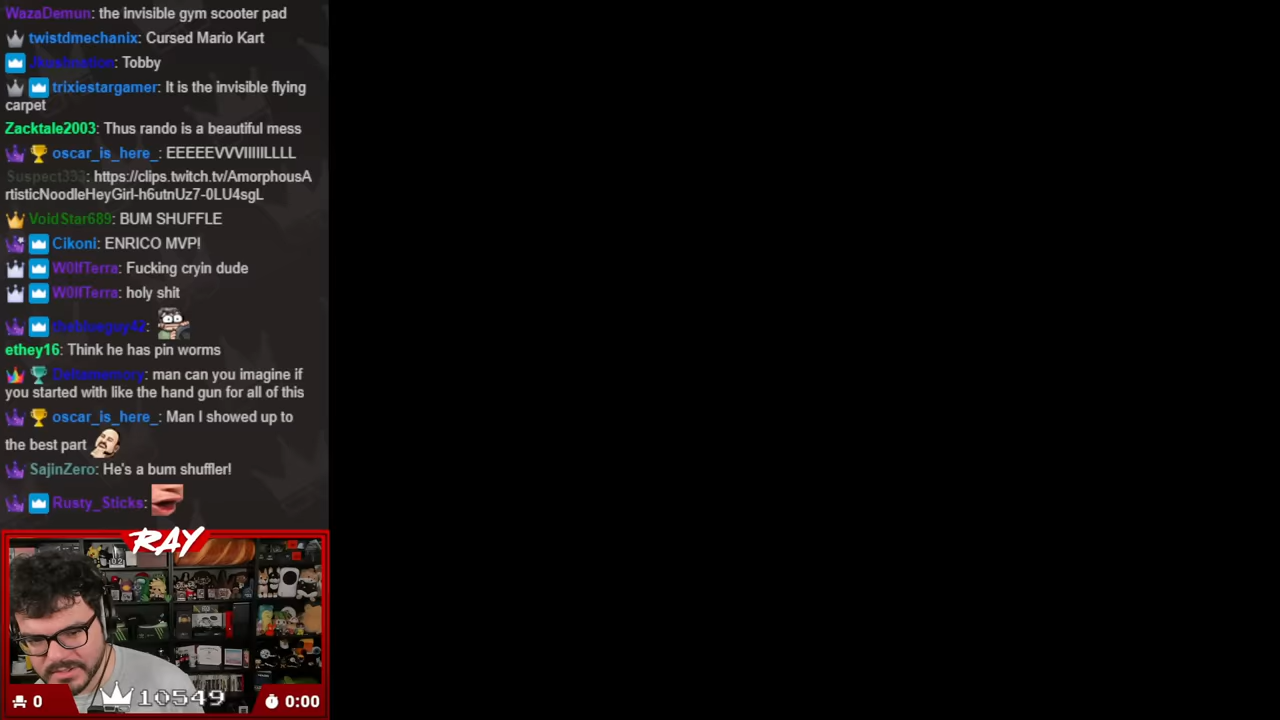 WazaDemun: the invisible gym scooter pad
twistdmechanix: Cursed Mario Kart
Tobby
trixiestargamer: It is the invisible flying
carpet
Zacktale2003: Thus rando is a beautiful mess
oscar_is_here_: EEEEEVVVIIIIILLLL
Suspect333: https://clips.twitch.tv/AmorphousA
rtisticNoodleHeyGirl-h6utnUz7-0LU4sgL
VoidStar689: BUM SHUFFLE
Cikoni: ENRICO MVP!
W0lfTerra: Fucking cryin dude
W0lfTerra: holy shit
theblueguy42:
ethey16: Think he has pin worms
Deltamemory: man can you imagine if
you started with like the hand gun for all of this
oscar_is_here_: Man I showed up to
the best part
SajinZero: He's a bum shuffler!
Rusty_Sticks:
RAY
0
10549
0:00